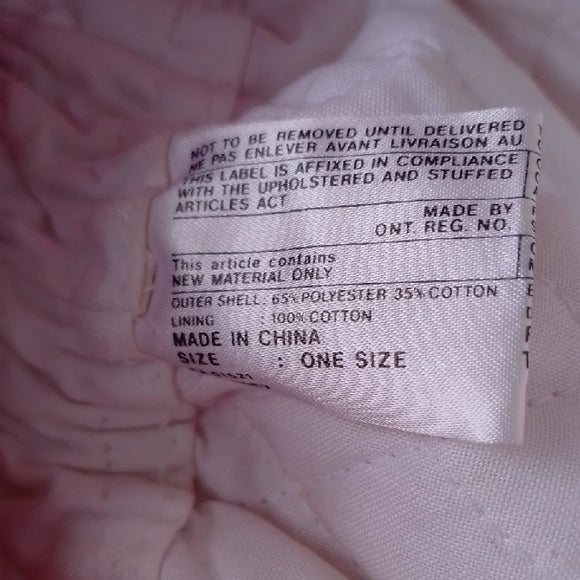 NOT TO BE REMOVED UNTIL DELIVERED
NE PAS ENLEVER AVANT LIVRAISON AU
THIS LABEL IS AFFIXED IN COMPLIANCE
WITH THE UPHOLSTERED AND STUFFED
ARTICLES ACT
MADE BY
ONT. REG. NO.
This article contains
NEW MATERIAL ONLY
OUTER SHELL: 65% POLYESTER 35% COTTON
LINING : 100% COTTON
MADE IN CHINA
SIZE : ONE SIZE